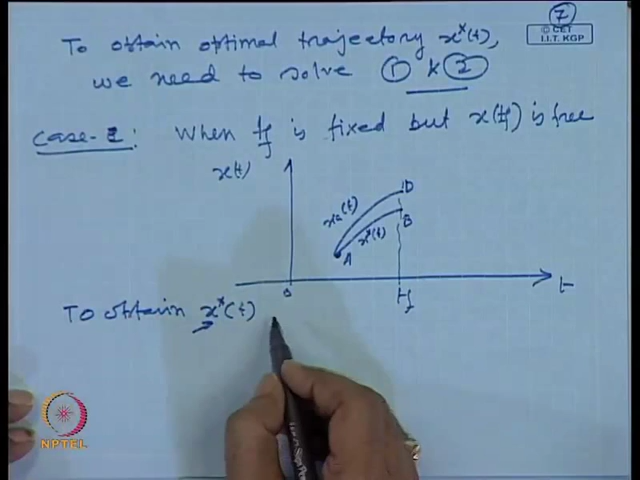 7
© CET
I.I.T. KGP
To obtain optimal trajectory x*(t),
we need to solve ① & ②
Case-2: When tf is fixed but x(tf) is free
x(t)
D
xa(t)
B
x*(t)
A
0
tf
t
To obtain x*(t)
NPTEL